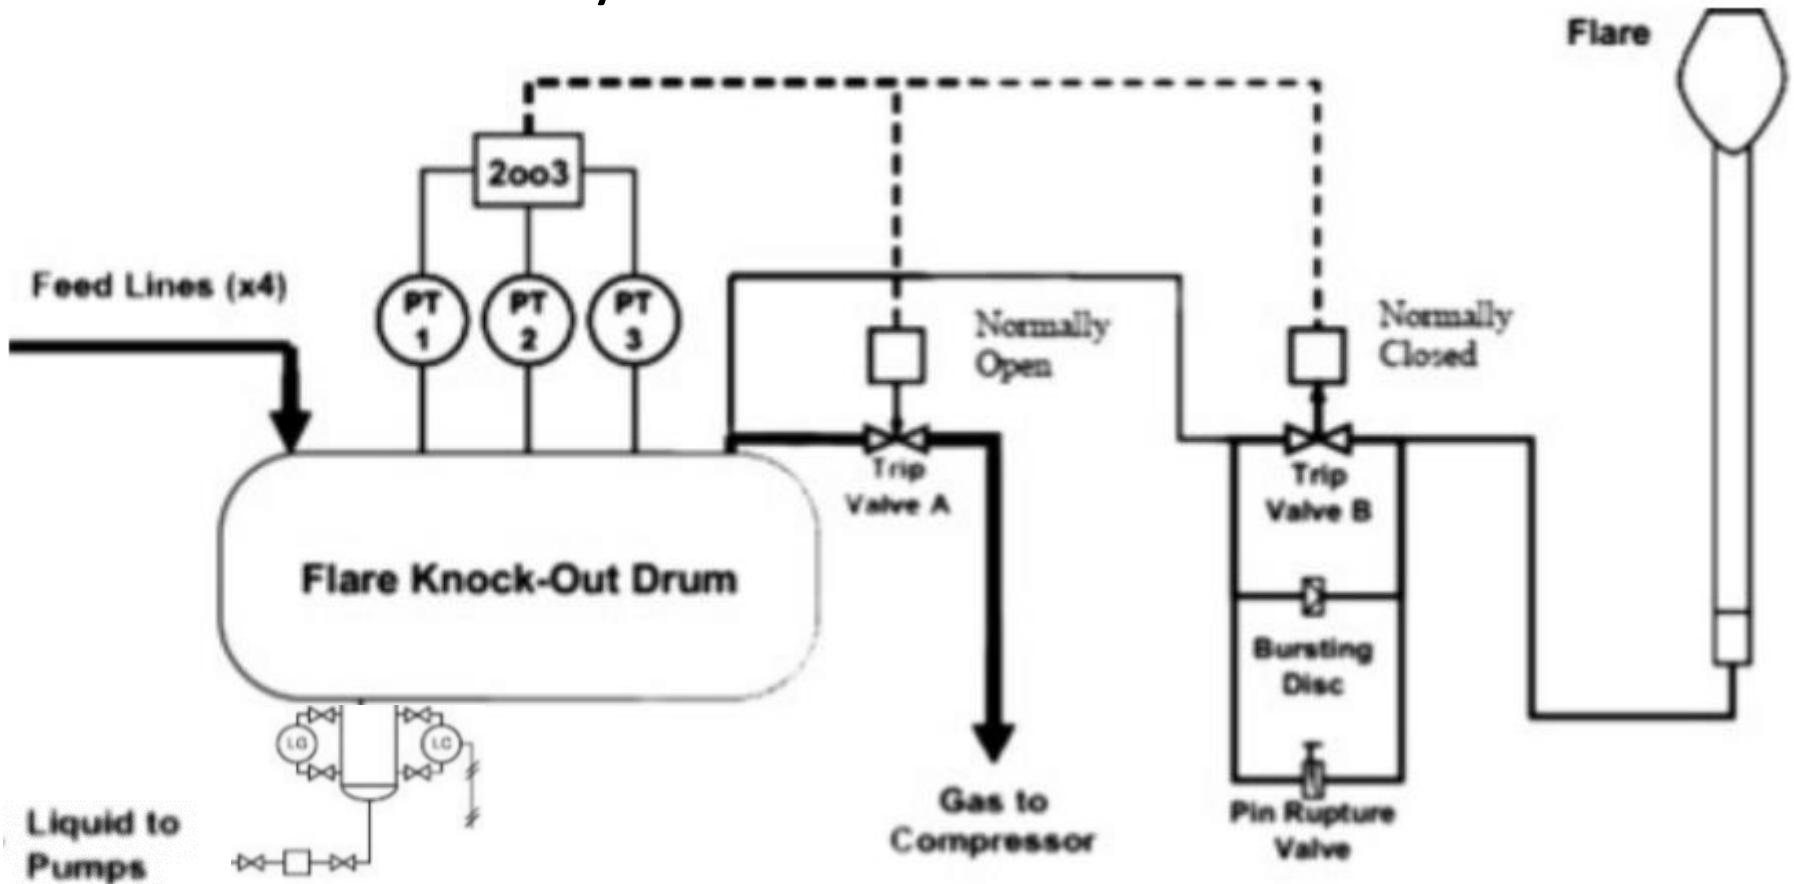 Flare
2oo3
Feed Lines (x4)
PT
1
PT
2
PT
3
Normally
Open
Normally
Closed
Trip
Valve A
Trip
Valve B
Flare Knock-Out Drum
Bursting
Disc
LG
LC
Gas to
Compressor
Pin Rupture
Valve
Liquid to
Pumps